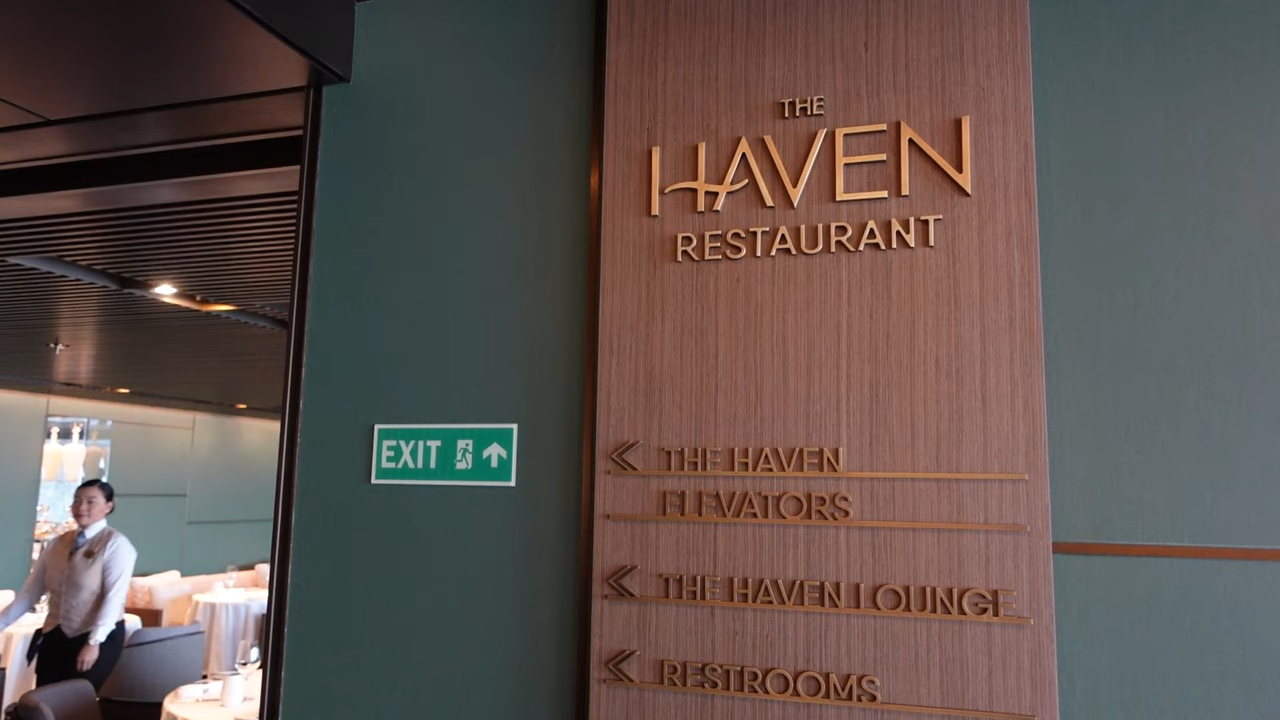 THE
HAVEN
RESTAURANT
EXIT
THE HAVEN
ELEVATORS
THE HAVEN LOUNGE
RESTROOMS